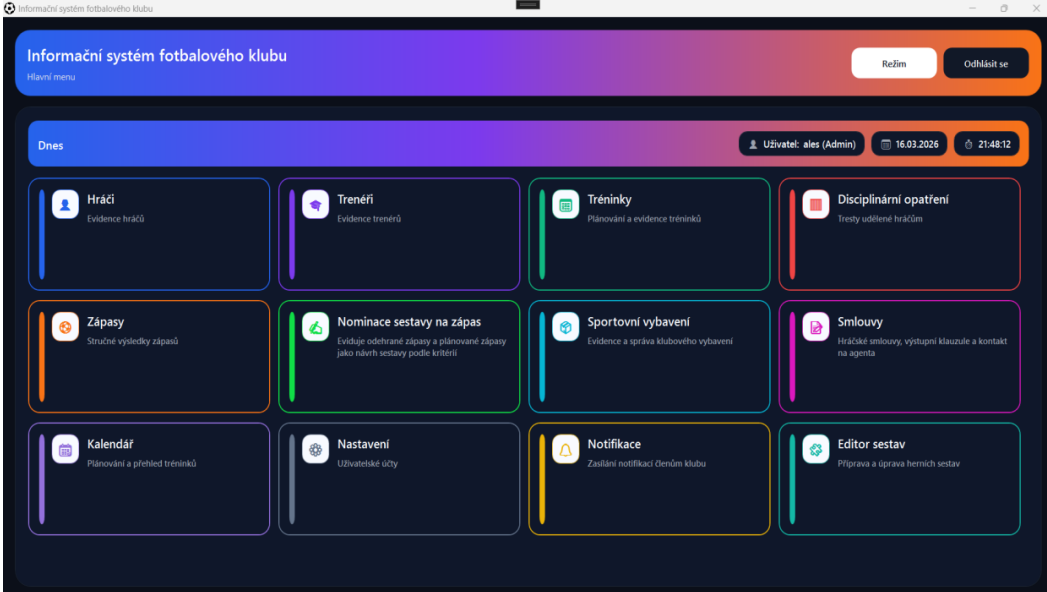 Informační systém fotbalového klubu
Informační systém fotbalového klubu
Hlavní menu
Režim
Odhlásit se
Dnes
Uživatel: ales (Admin)
16.03.2026
21:48:12
Hráči
Evidence hráčů
Trenéři
Evidence trenérů
Tréninky
Plánování a evidence tréninků
Disciplinární opatření
Tresty udělené hráčům
Zápasy
Stručné výsledky zápasů
Nominace sestavy na zápas
Eviduje odehrané zápasy a plánované zápasy
jako návrh sestavy podle kritérií
Sportovní vybavení
Evidence a správa klubového vybavení
Smlouvy
Hráčské smlouvy, výstupní klauzule a kontakt
na agenta
Kalendář
Plánování a přehled tréninků
Nastavení
Uživatelské účty
Notifikace
Zasílání notifikací členům klubu
Editor sestav
Příprava a úprava herních sestav